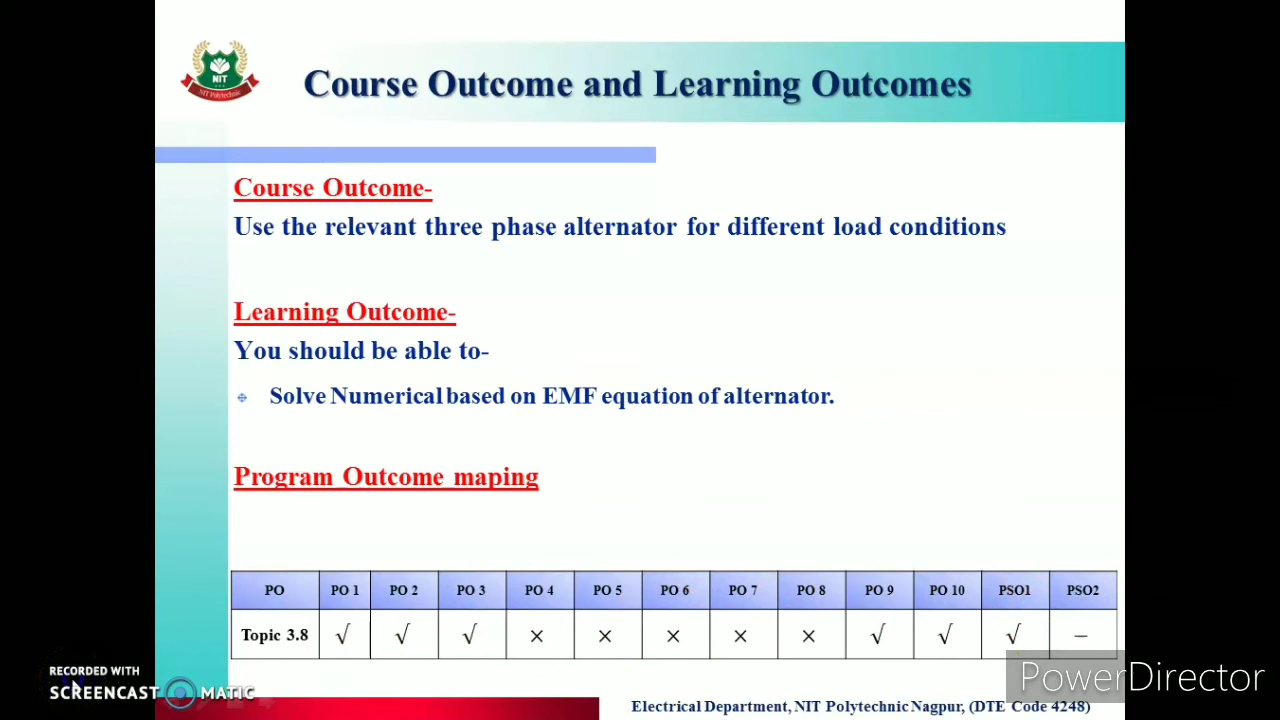 NIT
NIT Polytechnic
Course Outcome and Learning Outcomes
Course Outcome-
Use the relevant three phase alternator for different load conditions
Learning Outcome-
You should be able to-
Solve Numerical based on EMF equation of alternator.
Program Outcome maping
PO PO 1 PO 2 PO 3 PO 4 PO 5 PO 6 PO 7 PO 8 PO 9 PO 10 PSO1 PSO2
Topic 3.8 √ √ √ × × × × × √ √ √ –
RECORDED WITH
SCREENCAST MATIC
PowerDirector
Electrical Department, NIT Polytechnic Nagpur, (DTE Code 4248)